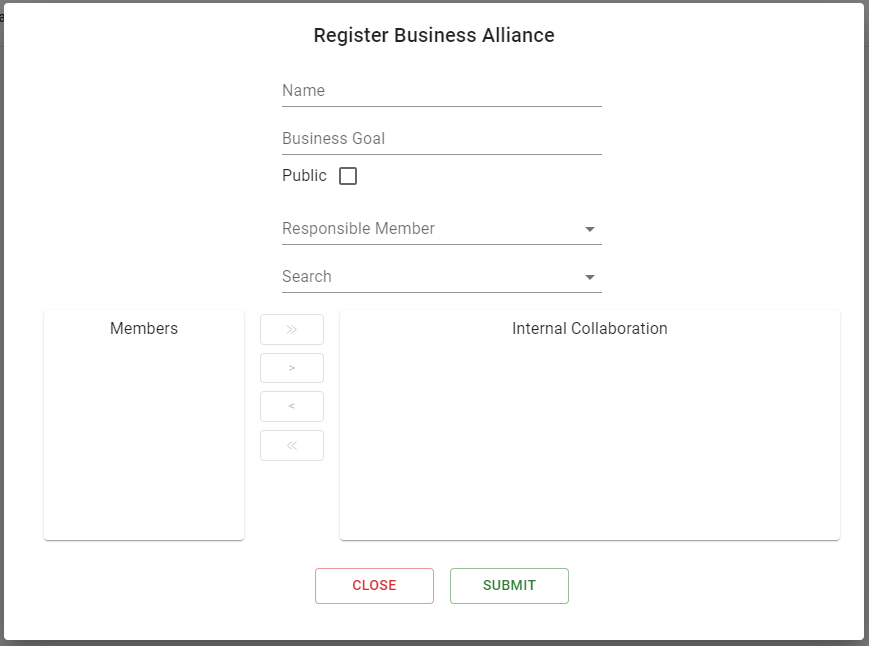 Register Business Alliance
Name
Business Goal
Public
Responsible Member
Search
Members
Internal Collaboration
≫
>
<
≪
CLOSE
SUBMIT